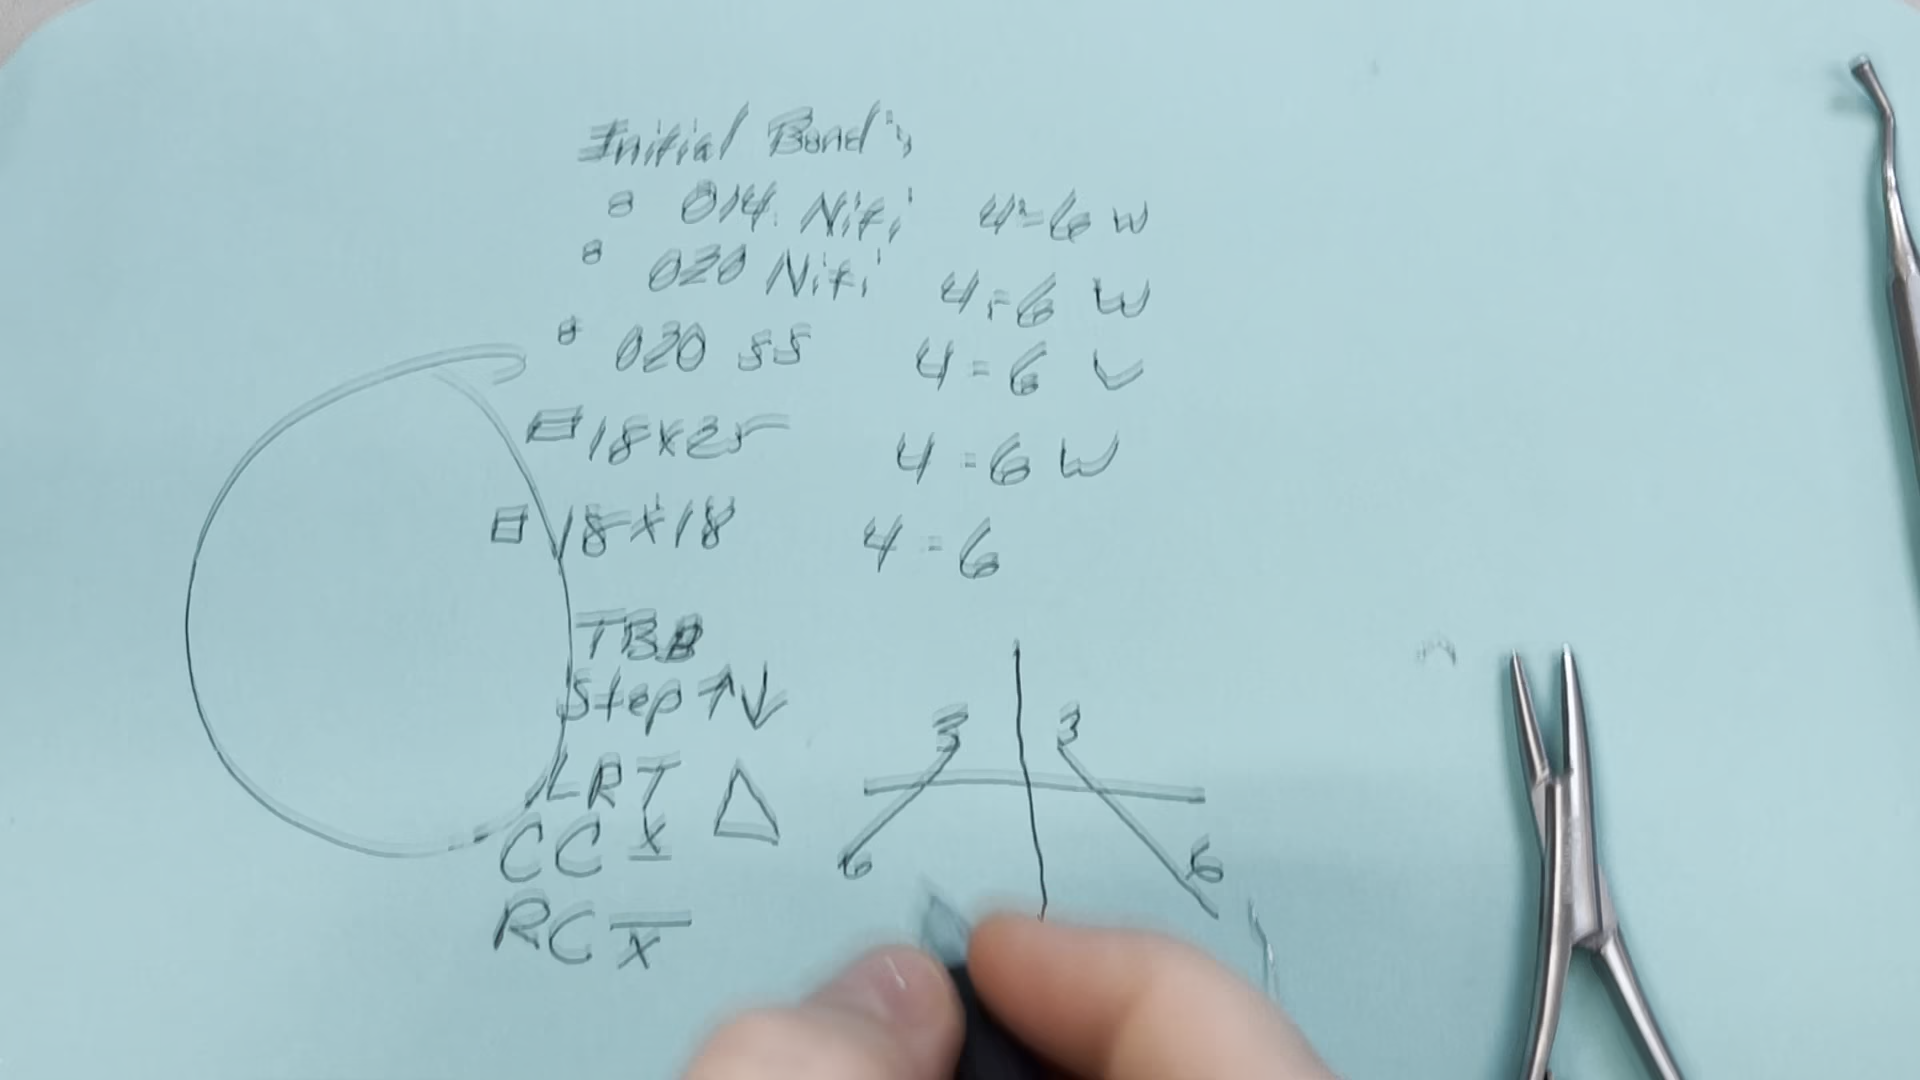 Initial Bond's
014 NiTi 4-6 W
020 NiTi 4-6 W
020 SS 4-6 W
18x25 4-6 W
18x18 4-6
TBB
Step ↑↓
LRT △
CC x
RC x
3 3
6 6